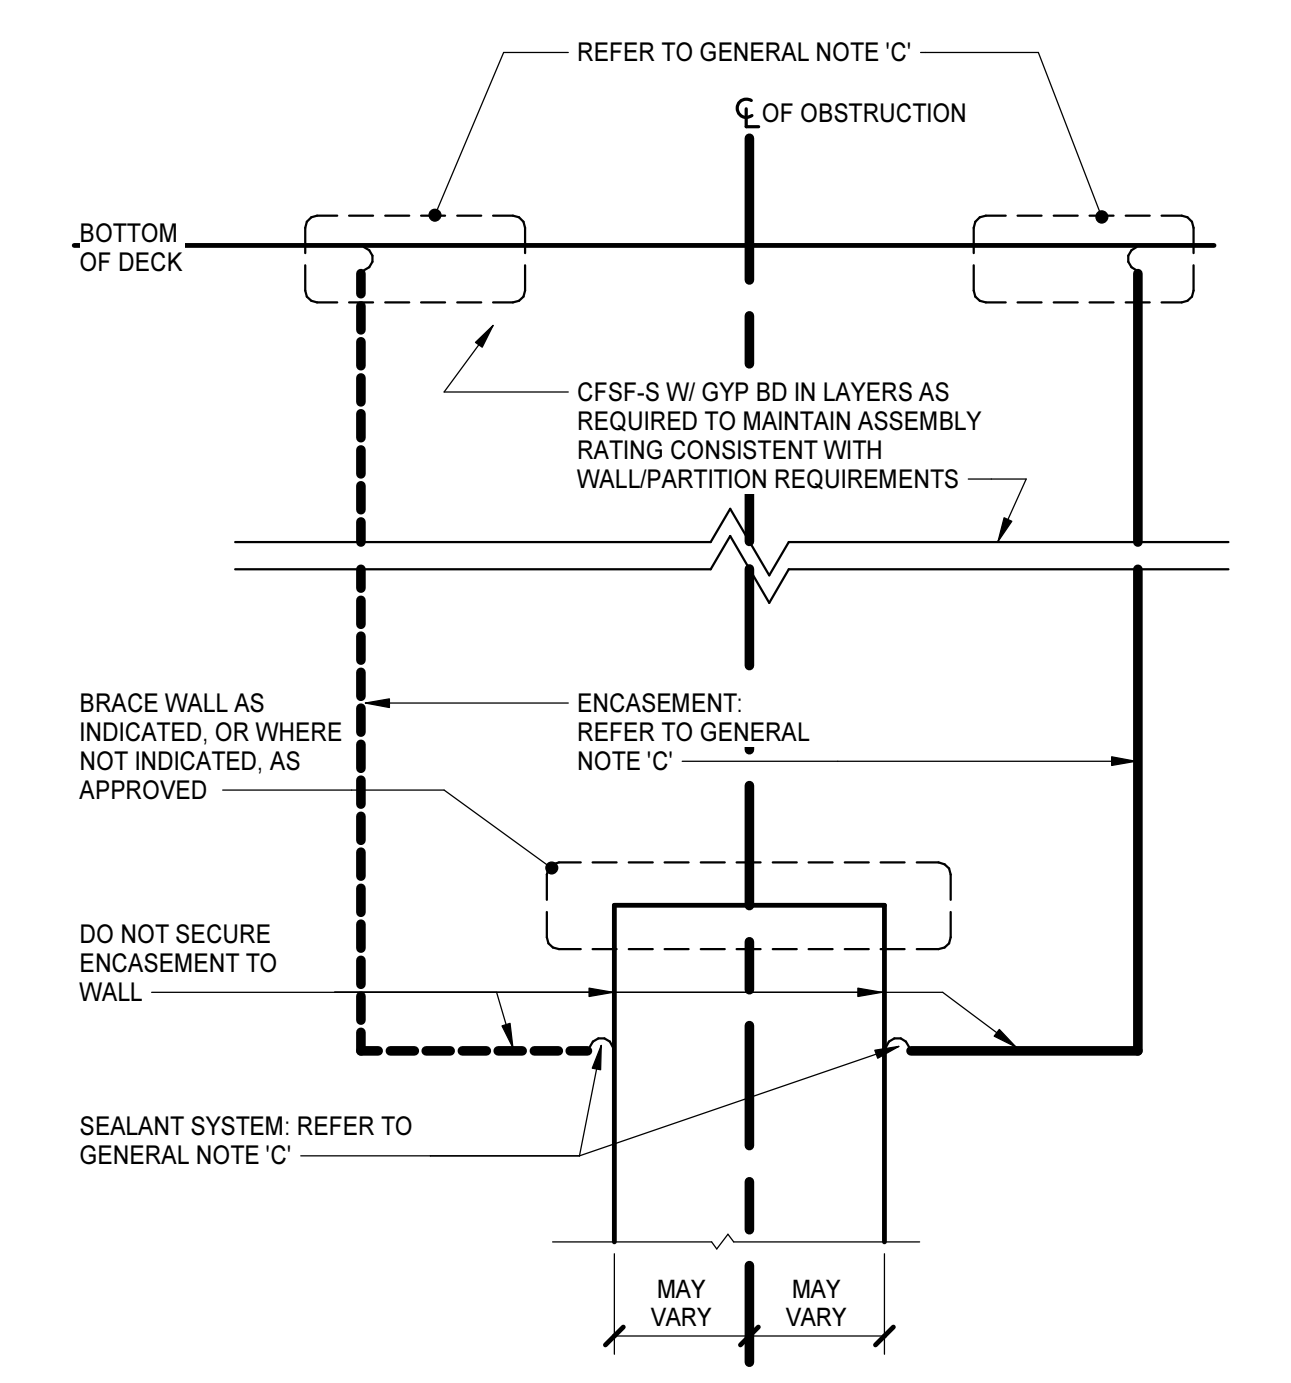 REFER TO GENERAL NOTE 'C'
℄ OF OBSTRUCTION
BOTTOM
OF DECK
CFSF-S W/ GYP BD IN LAYERS AS
REQUIRED TO MAINTAIN ASSEMBLY
RATING CONSISTENT WITH
WALL/PARTITION REQUIREMENTS
BRACE WALL AS
INDICATED, OR WHERE
NOT INDICATED, AS
APPROVED
ENCASEMENT:
REFER TO GENERAL
NOTE 'C'
DO NOT SECURE
ENCASEMENT TO
WALL
SEALANT SYSTEM: REFER TO
GENERAL NOTE 'C'
MAY
VARY
MAY
VARY